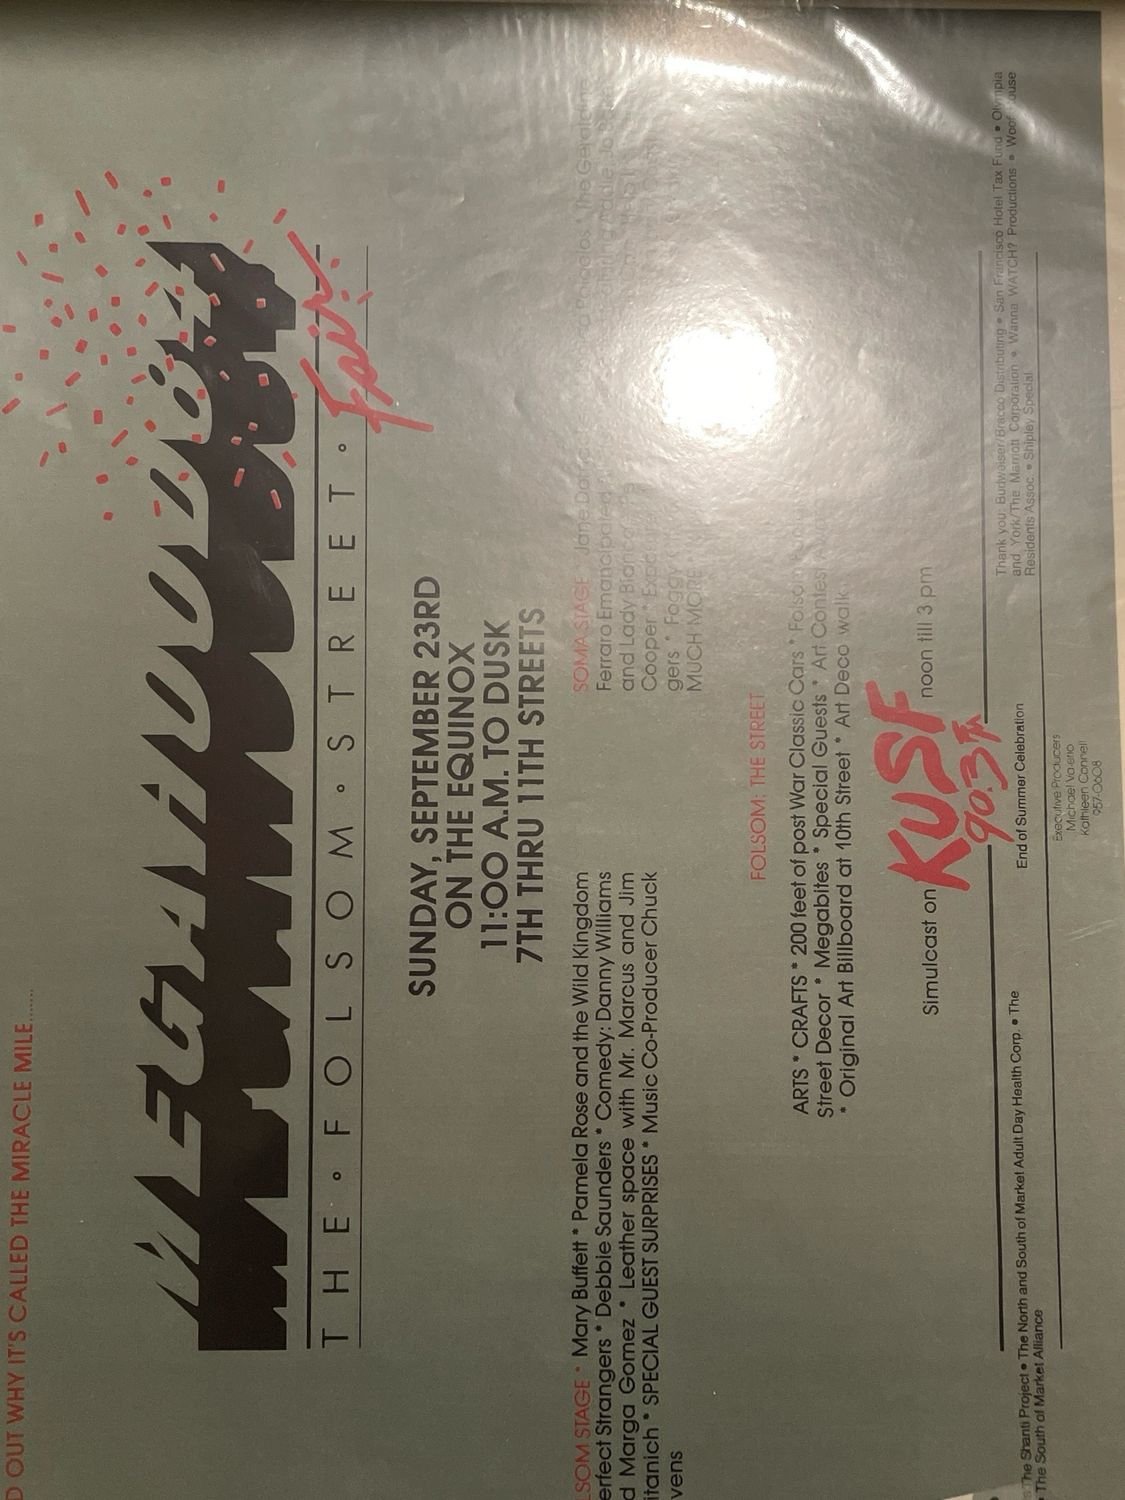 OUT WHY IT'S CALLED THE MIRACLE MILE.......
MEGAHOOD '84
THE • FOLSOM • STREET • Fair
SUNDAY, SEPTEMBER 23RD
ON THE EQUINOX
11:00 A.M. TO DUSK
7TH THRU 11TH STREETS
STAGE * Mary Buffett * Pamela Rose and the Wild Kingdom
Strangers * Debbie Saunders * Comedy: Danny Williams
Marga Gomez * Leather space with Mr. Marcus and Jim
* SPECIAL GUEST SURPRISES * Music Co-Producer Chuck
SOMA STAGE * Jane
Ferraro Emancipated
and Lady Bianca
Cooper *
* Foggy
MUCH MORE
FOLSOM: THE STREET
ARTS * CRAFTS * 200 feet of post War Classic Cars * Folsom
Street Decor * Megabites * Special Guests * Art Contest
* Original Art Billboard at 10th Street * Art Deco walk
Simulcast on KUSF noon till 3 pm
90.3
The Shanti Project • The North and South of Market Adult Day Health Corp. • The
• The South of Market Alliance
End of Summer Celebration
Thank you: Budweiser/Bracco Distributing • San Francisco Hotel Tax Fund • Olympia
and York/The Marriott Corporation • Wanna WATCH? Productions • Woof House
Residents Assoc. • Shipley Special
Executive Producers
Michael Valerio
Kathleen Connell
957-0608